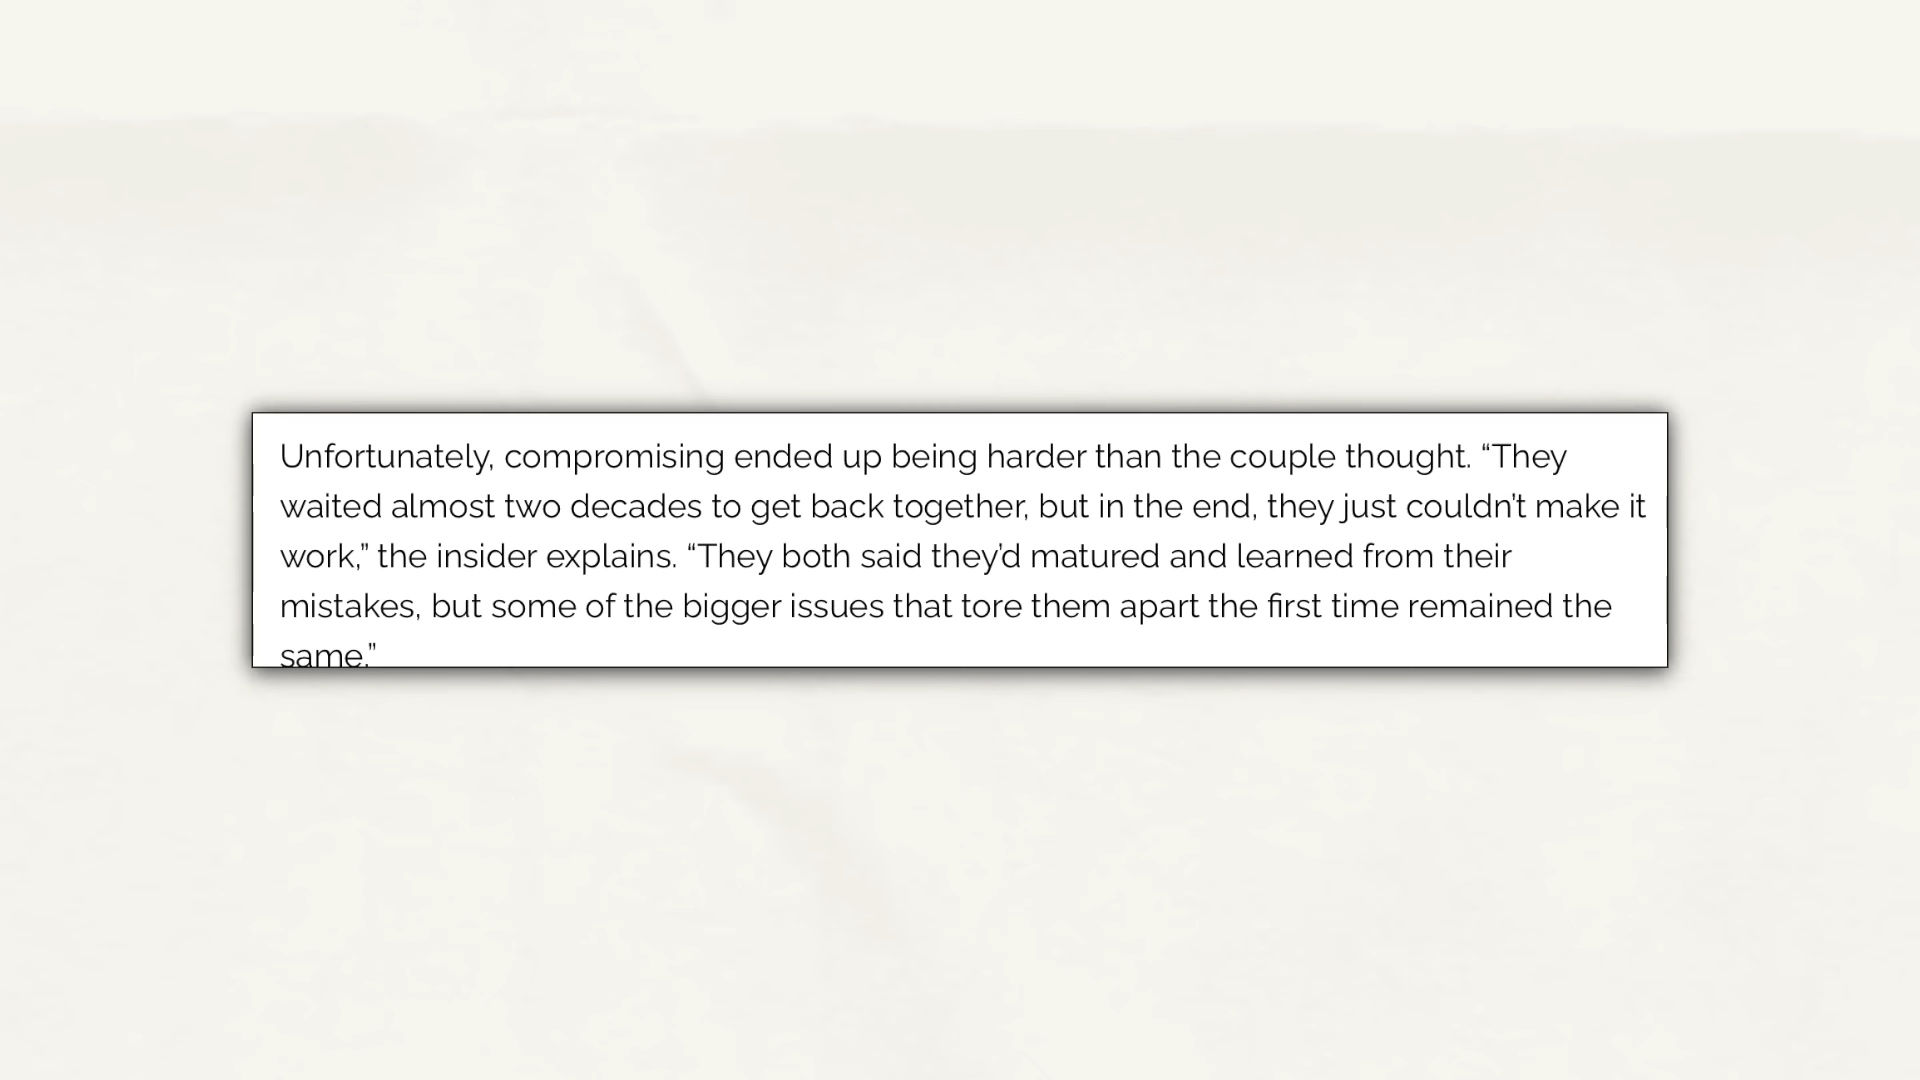 Unfortunately, compromising ended up being harder than the couple thought. “They
waited almost two decades to get back together, but in the end, they just couldn’t make it
work,” the insider explains. “They both said they’d matured and learned from their
mistakes, but some of the bigger issues that tore them apart the first time remained the
same.”